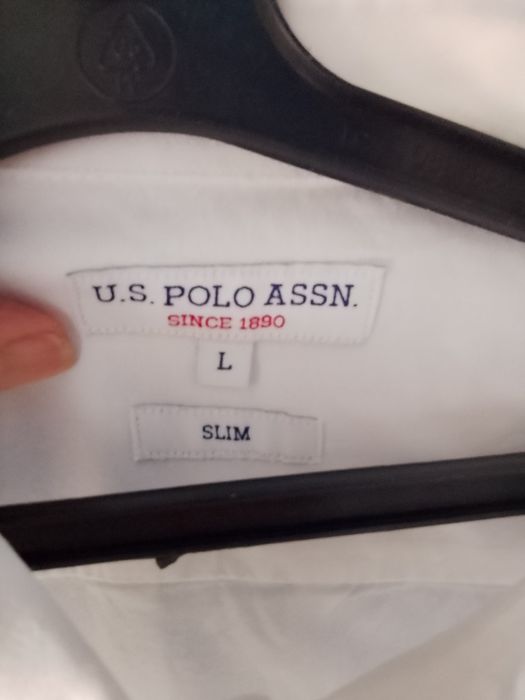 U.S. POLO ASSN.
SINCE 1890
L
SLIM